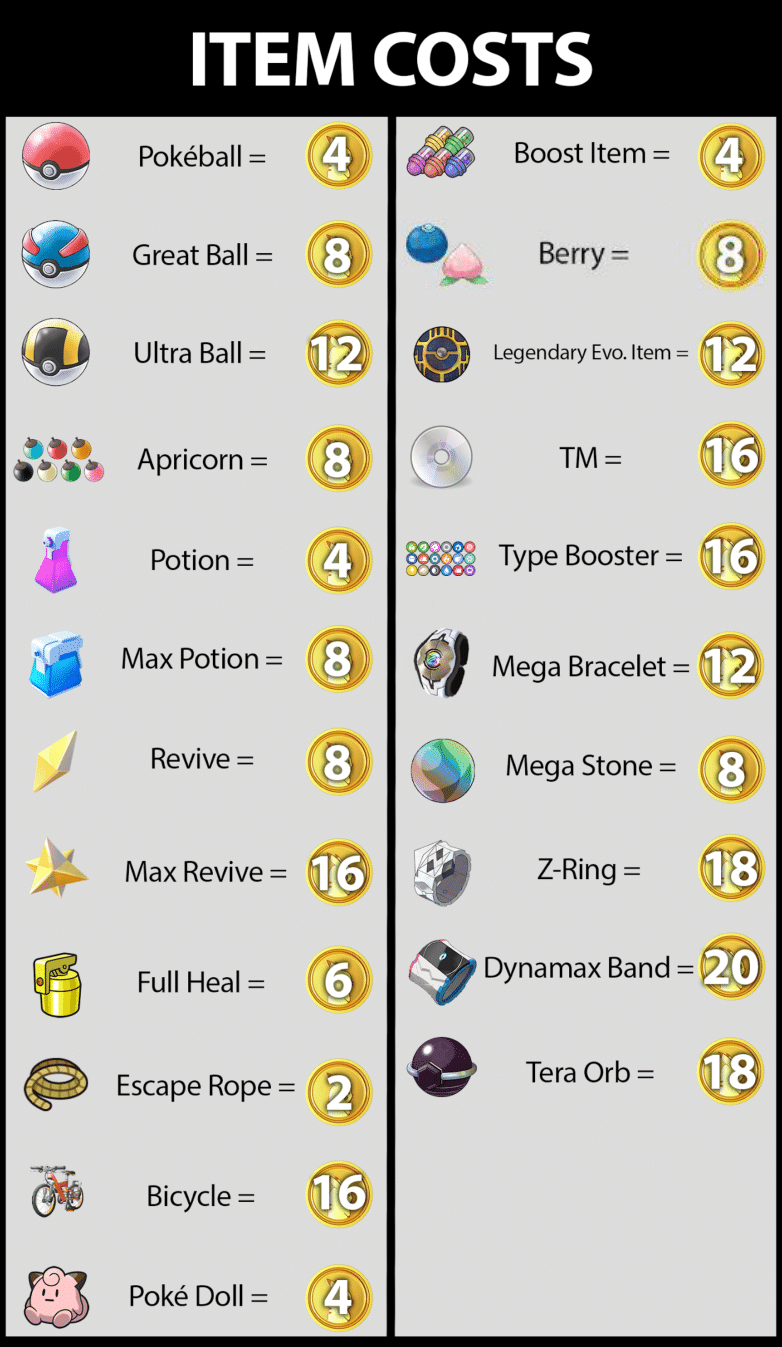 ITEM COSTS
Pokéball = 4
Great Ball = 8
Ultra Ball = 12
Apricorn = 8
Potion = 4
Max Potion = 8
Revive = 8
Max Revive = 16
Full Heal = 6
Escape Rope = 2
Bicycle = 16
Poké Doll = 4
Boost Item = 4
Berry = 8
Legendary Evo. Item = 12
TM = 16
Type Booster = 16
Mega Bracelet = 12
Mega Stone = 8
Z-Ring = 18
Dynamax Band = 20
Tera Orb = 18